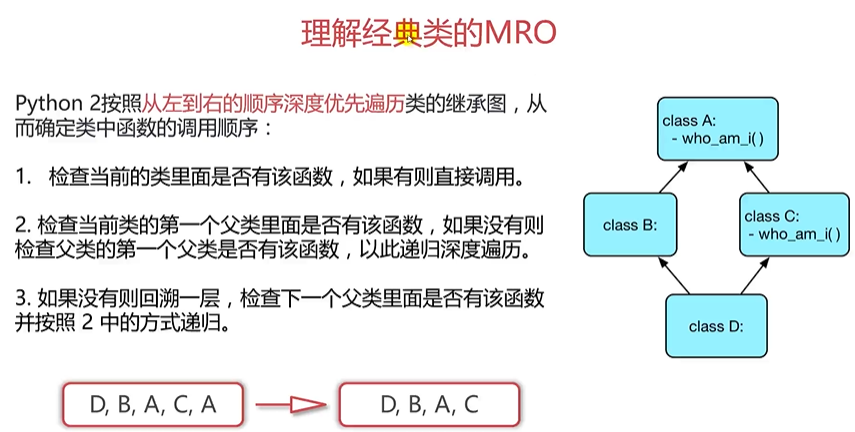 理解经典类的MRO
Python 2按照从左到右的顺序深度优先遍历类的继承图，从
而确定类中函数的调用顺序：
1. 检查当前的类里面是否有该函数，如果有则直接调用。
2. 检查当前类的第一个父类里面是否有该函数，如果没有则
检查父类的第一个父类是否有该函数，以此递归深度遍历。
3. 如果没有则回溯一层，检查下一个父类里面是否有该函数
并按照 2 中的方式递归。
class A:
- who_am_i()
class B:
class C:
- who_am_i()
class D:
D, B, A, C, A
D, B, A, C